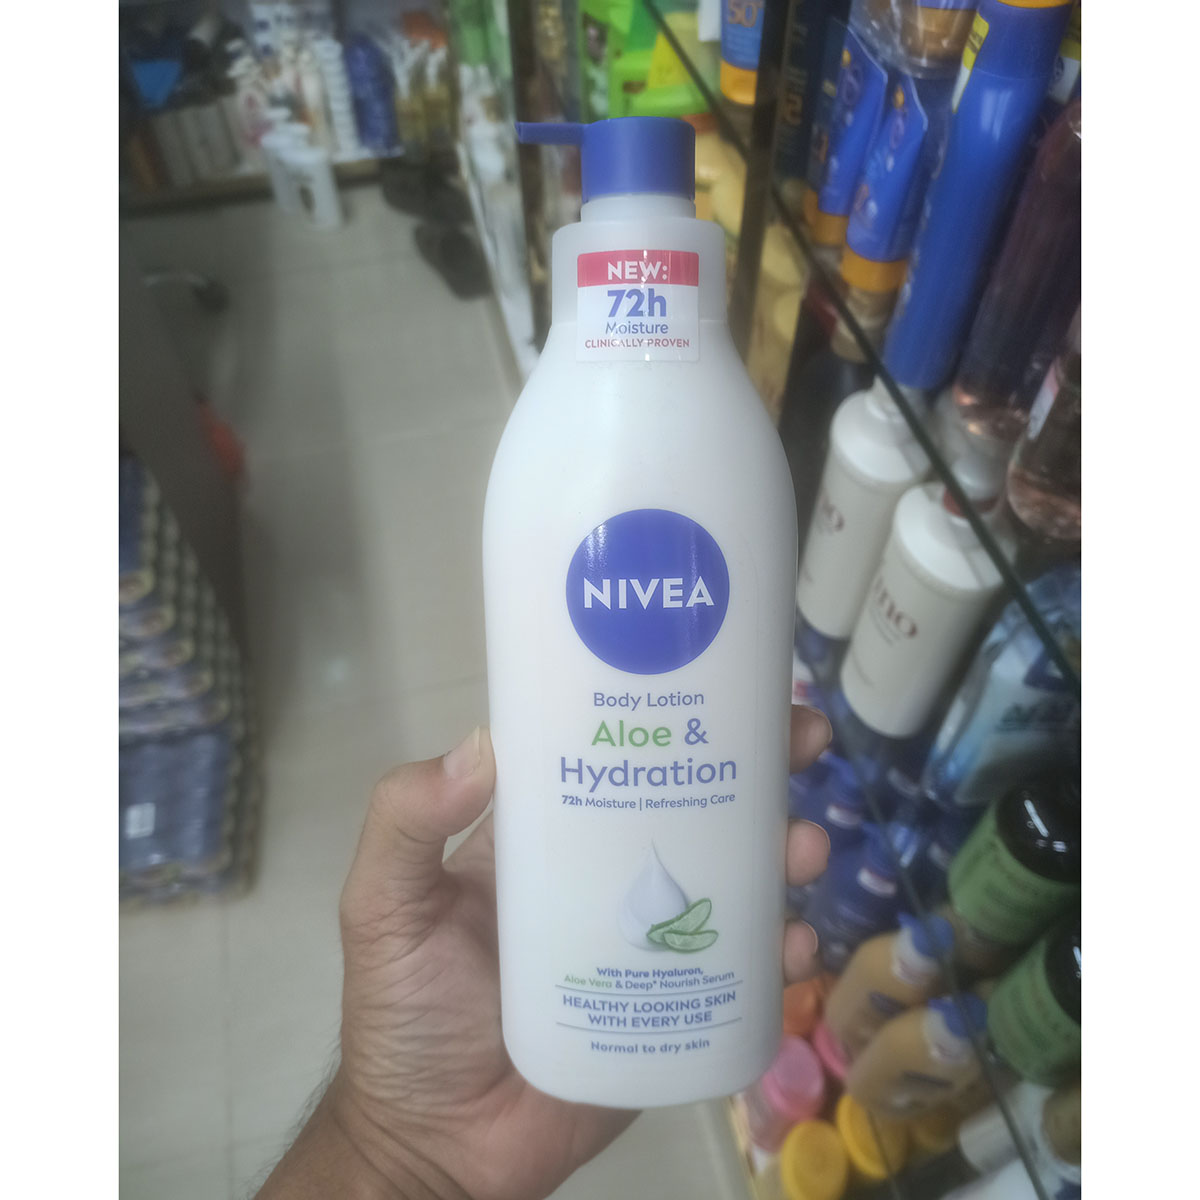 NEW:
72h
Moisture
CLINICALLY PROVEN
NIVEA
Body Lotion
Aloe &
Hydration
72h Moisture | Refreshing Care
With Pure Hyaluron,
Aloe Vera & Deep* Nourish Serum
HEALTHY LOOKING SKIN
WITH EVERY USE
Normal to dry skin
50+